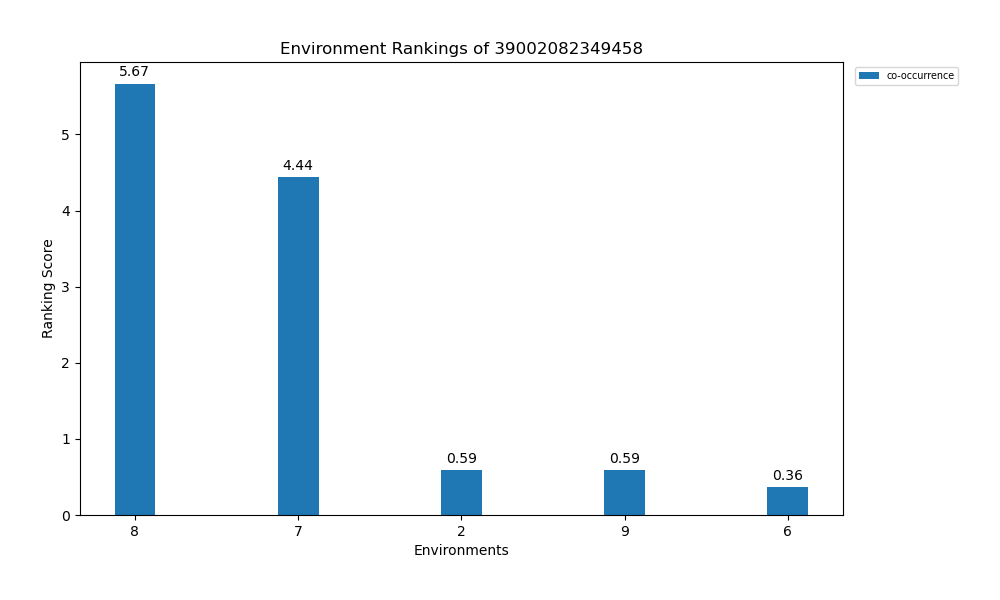 Environment Rankings of 39002082349458
co-occurrence
5.67
4.44
0.59
0.59
0.36
5
4
3
2
1
0
Ranking Score
8 7 2 9 6
Environments